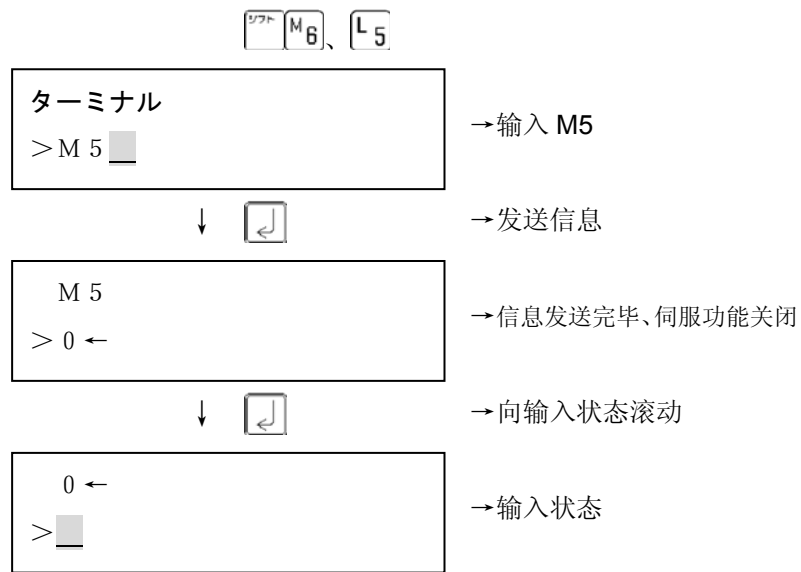 シフト M 6、L 5
ターミナル
＞M 5
→输入 M5
↓ →发送信息
M 5
＞ 0 ←
→信息发送完毕、伺服功能关闭
↓ →向输入状态滚动
0 ←
＞
→输入状态